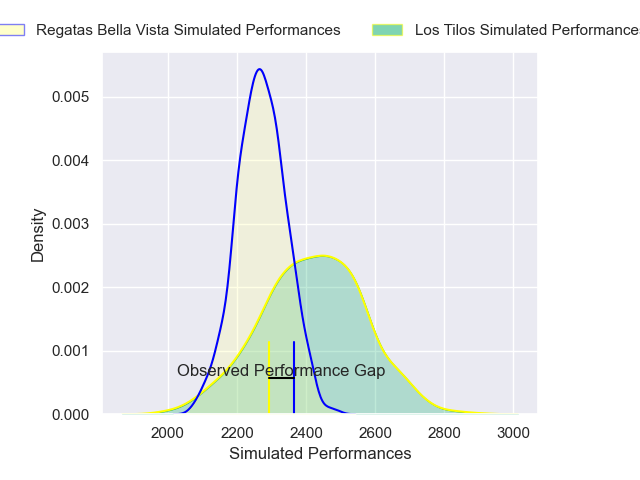 Regatas Bella Vista Simulated Performances
Los Tilos Simulated Performance
Density
0.005
0.004
0.003
0.002
0.001
0.000
Observed Performance Gap
2000 2200 2400 2600 2800 3000
Simulated Performances